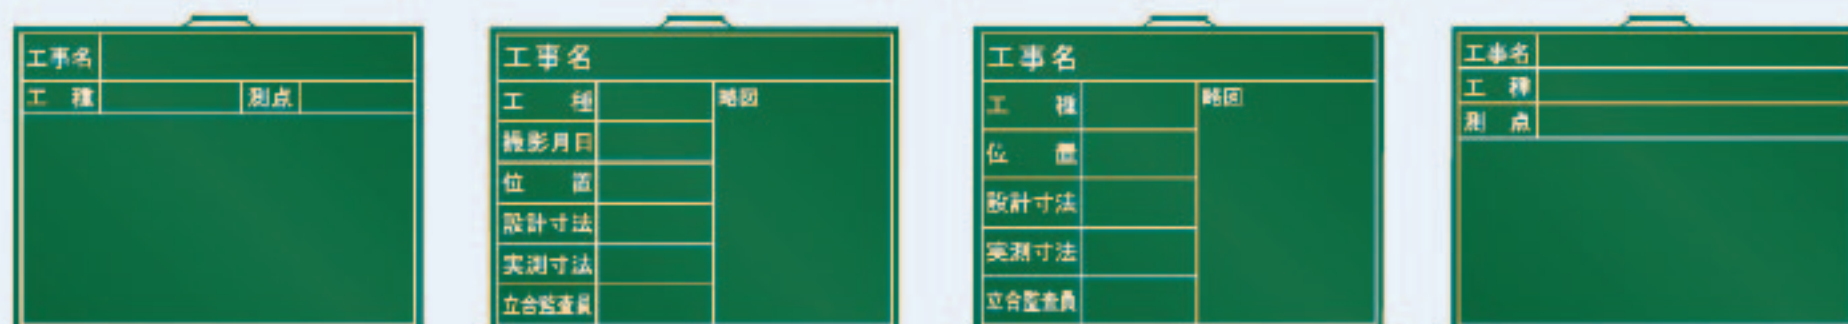 工事名
工種 測点
工事名
工種 略図
撮影月日
位置
設計寸法
実測寸法
立合監査員
工事名
工種 略図
位置
設計寸法
実測寸法
立合監査員
工事名
工種
測点